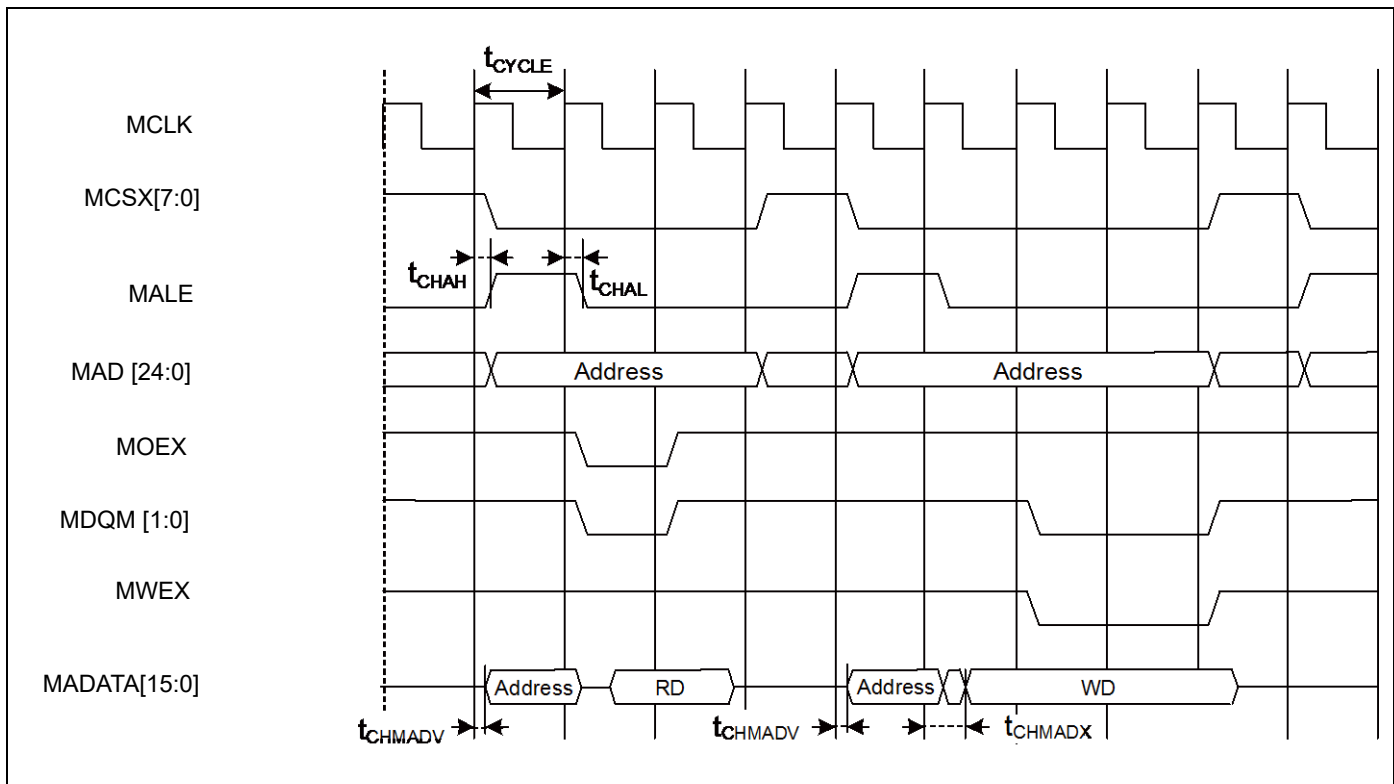 tCYCLE
MCLK
MCSX[7:0]
tCHAH
tCHAL
MALE
MAD [24:0]
Address
Address
MOEX
MDQM [1:0]
MWEX
MADATA[15:0]
Address
RD
Address
WD
tCHMADV
tCHMADV
tCHMADX